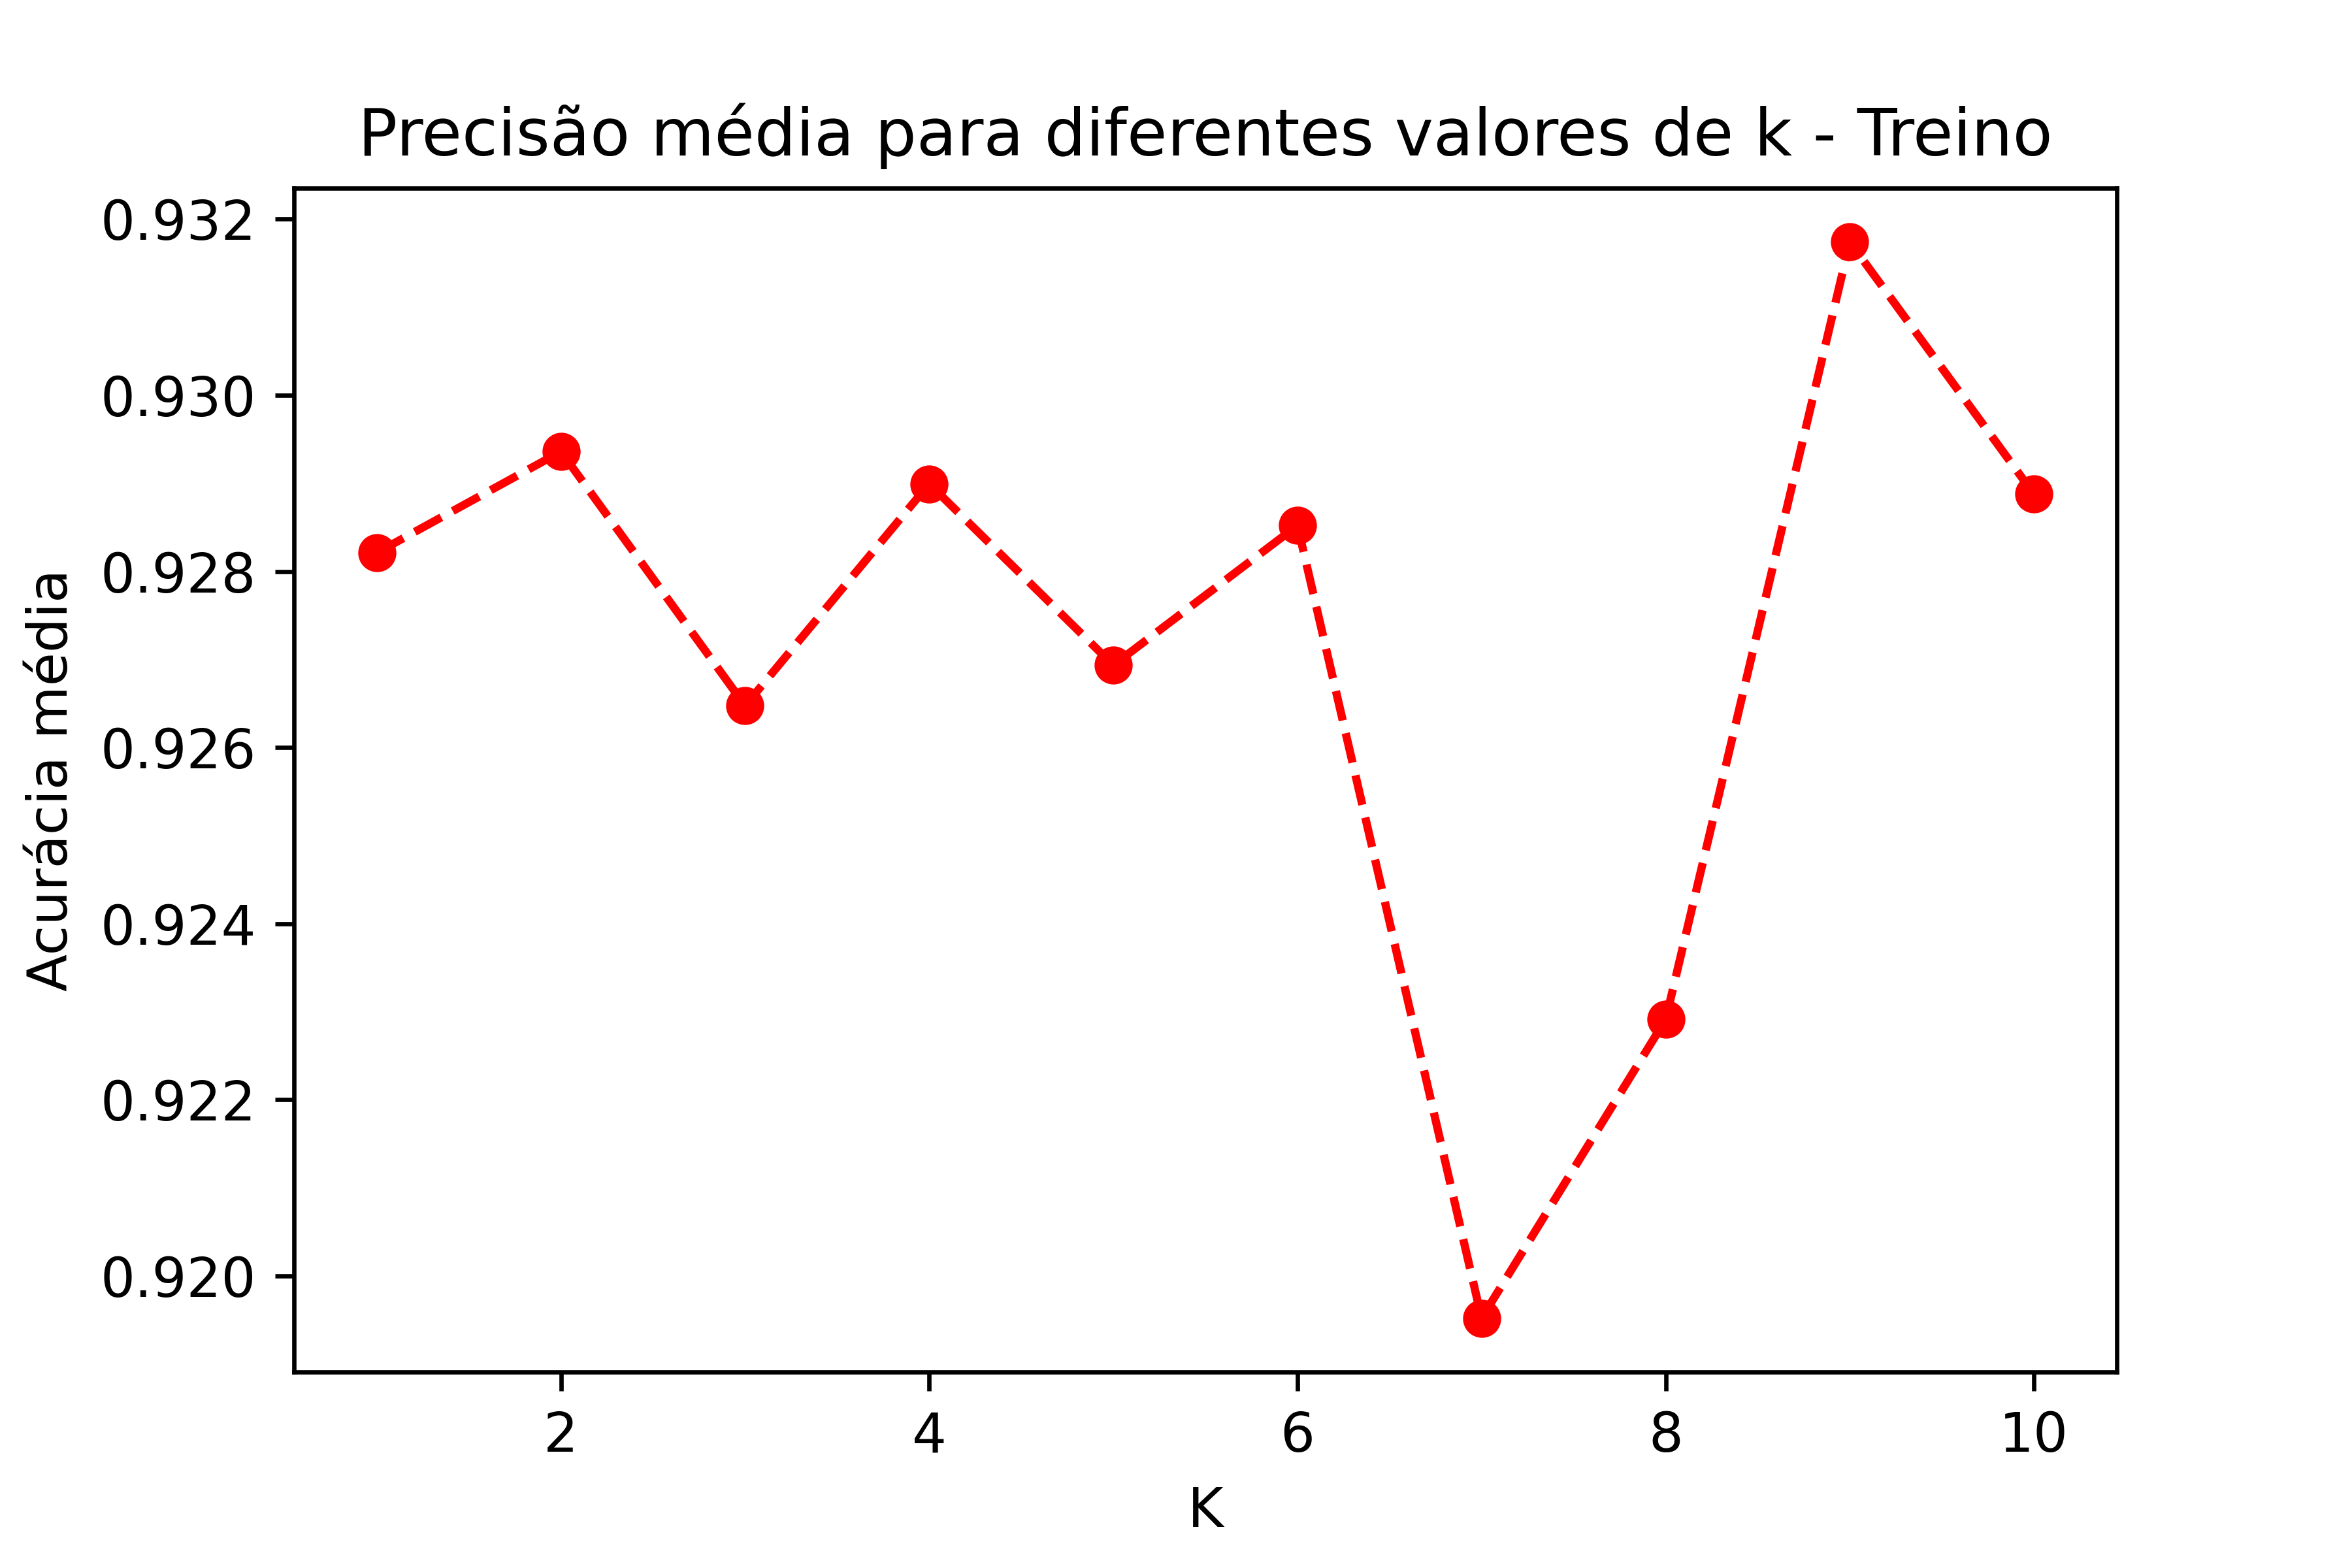 Precisão média para diferentes valores de k - Treino
0.932
0.930
0.928
0.926
0.924
0.922
0.920
Acurácia média
2 4 6 8 10
K